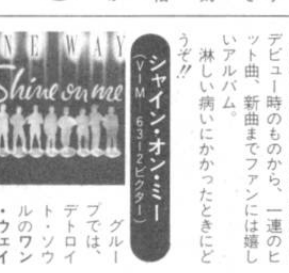 デビュー時のものから、一連のヒ
ット曲、新曲までファンには嬉し
いアルバム。
淋しい病いにかかったときにど
うぞ!!
シャイン・オン・ミー
(VIM 6312ビクター)
NE WAY
Shine on me
グルー
プでは、
デトロイ
ト・ソウ
ルのワン
・ウェイ